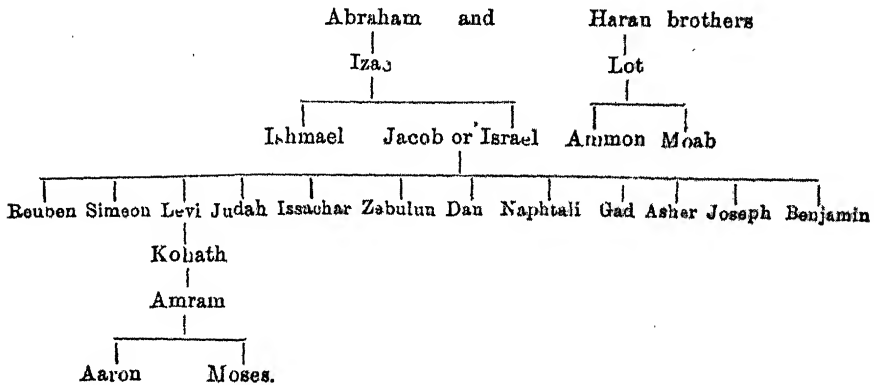 Abraham and Haran brothers
Izac Lot
Ishmael Jacob or Israel Ammon Moab
Reuben Simeon Levi Judah Issachar Zebulun Dan Naphtali Gad Asher Joseph Benjamin
Kohath
Amram
Aaron Moses.